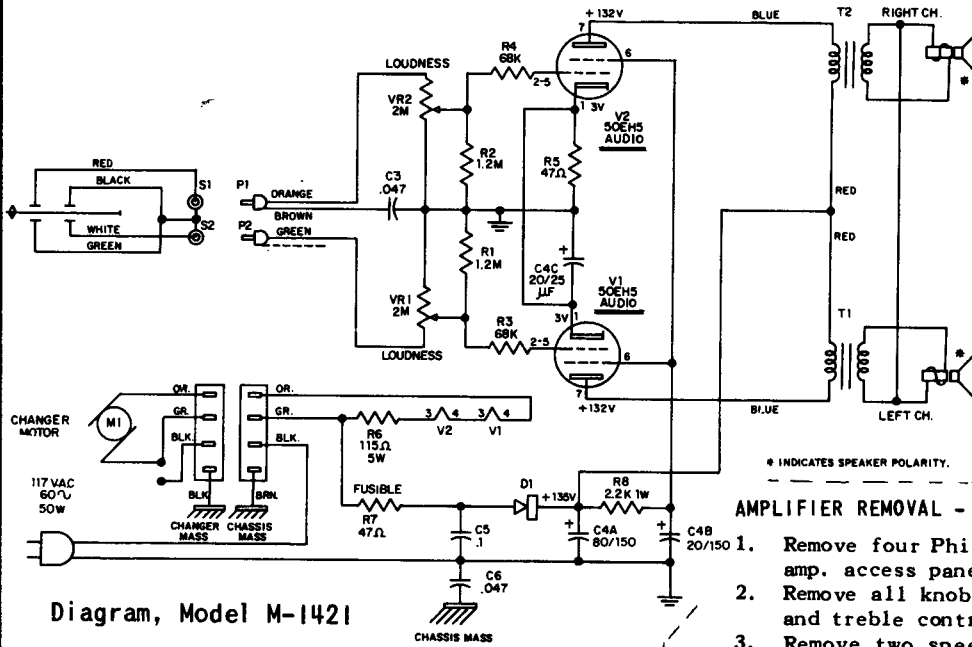 +132V
BLUE
T2
RIGHT CH.
7
6
R4
68K
LOUDNESS
2-5
1 3V
VR2
2M
V2
50EH5
AUDIO
*
R2
1.2M
R5
47Ω
RED
BLACK
S1
P1
ORANGE
C3
.047
BROWN
WHITE
S2
P2
GREEN
GREEN
RED
RED
R1
1.2M
C4C
20/25
µF
V1
50EH5
AUDIO
VR1
2M
3V 1
T1
R3
68K
2-5
LOUDNESS
6
7
+132V
BLUE
*
LEFT CH.
OR.
OR.
CHANGER
MOTOR
M1
GR.
GR.
3 4
3 4
V2
V1
BLK.
BLK.
R6
115Ω
5W
* INDICATES SPEAKER POLARITY.
117 VAC
60∿
50W
BLK
BRN.
CHANGER
MASS
CHASSIS
MASS
FUSIBLE
R7
47Ω
D1
+135V
R8
2.2K 1W
C5
.1
C4A
80/150
C4B
20/150
C6
.047
CHASSIS MASS
Diagram, Model M-1421
AMPLIFIER REMOVAL -
1. Remove four Phi
amp. access pane
2. Remove all knob
and treble contr
3. Remove two spee